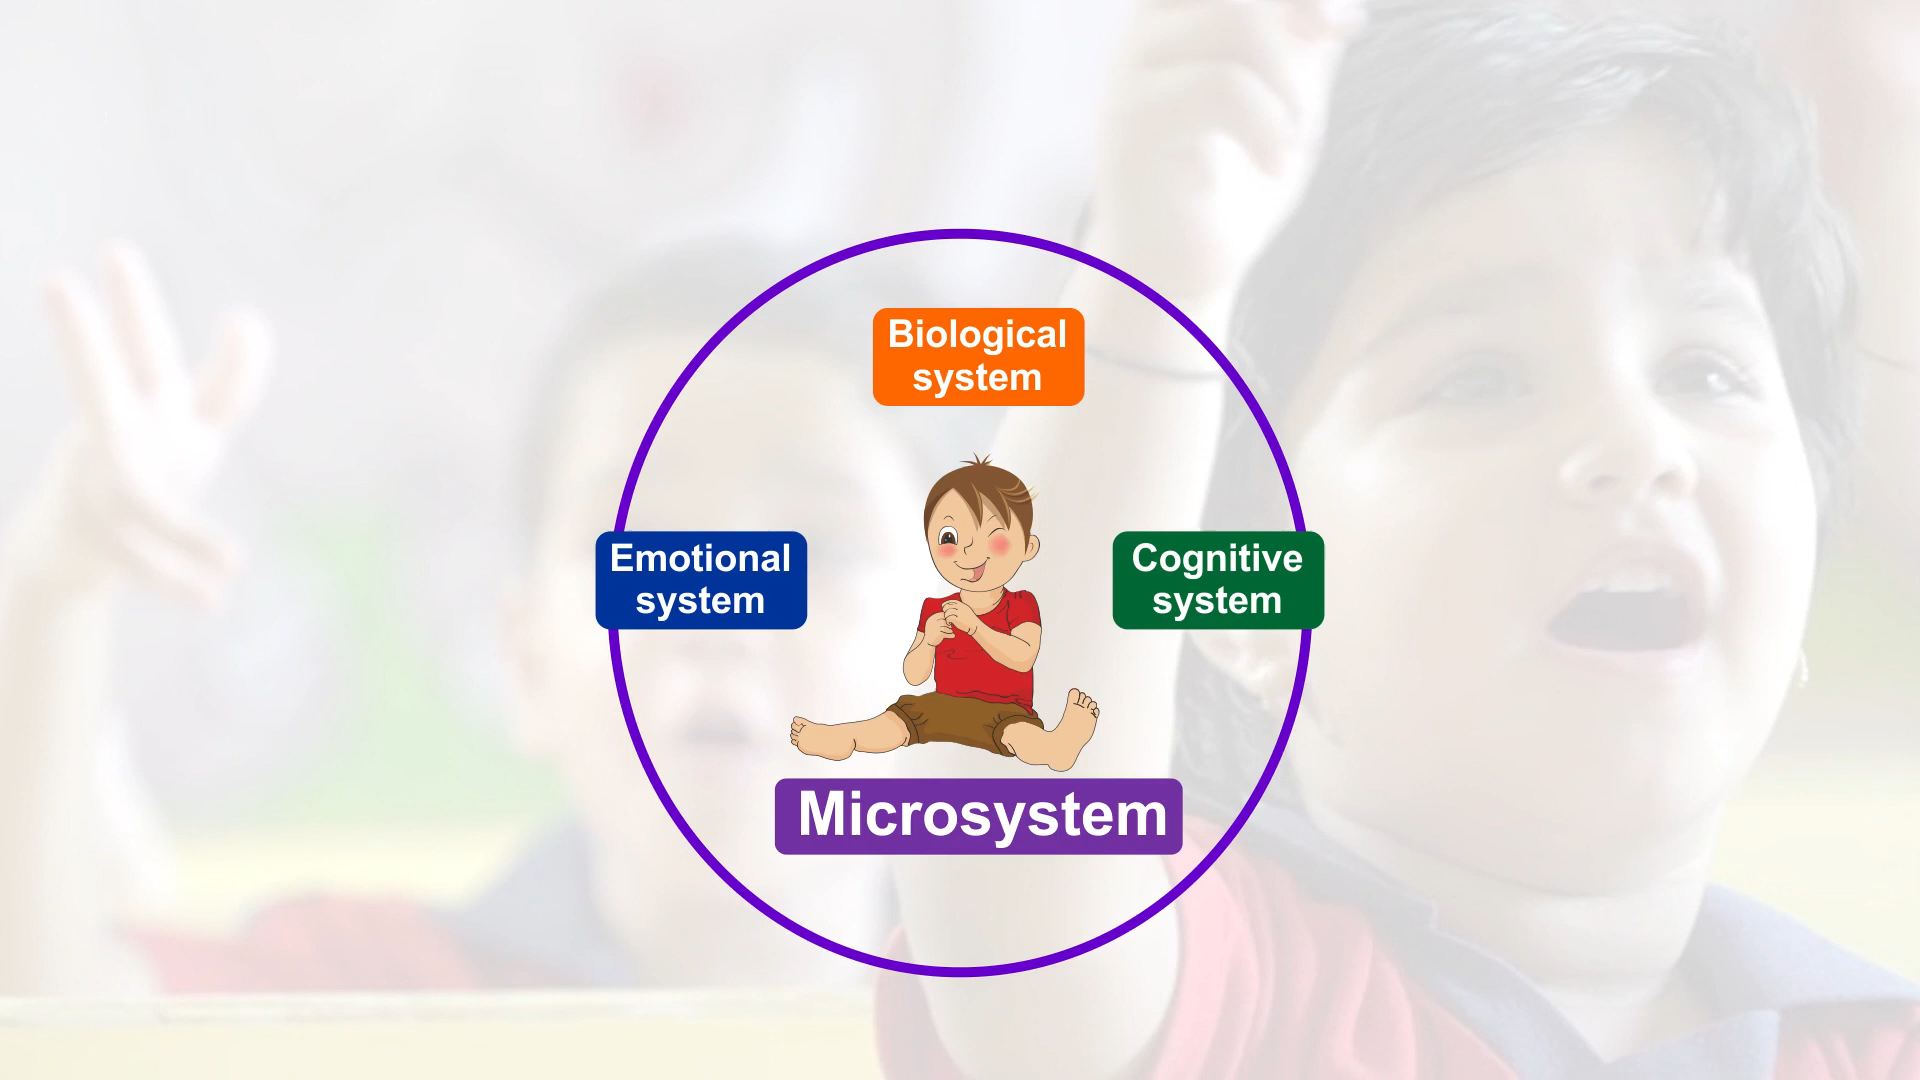 Biological
system
Emotional
system
Cognitive
system
Microsystem